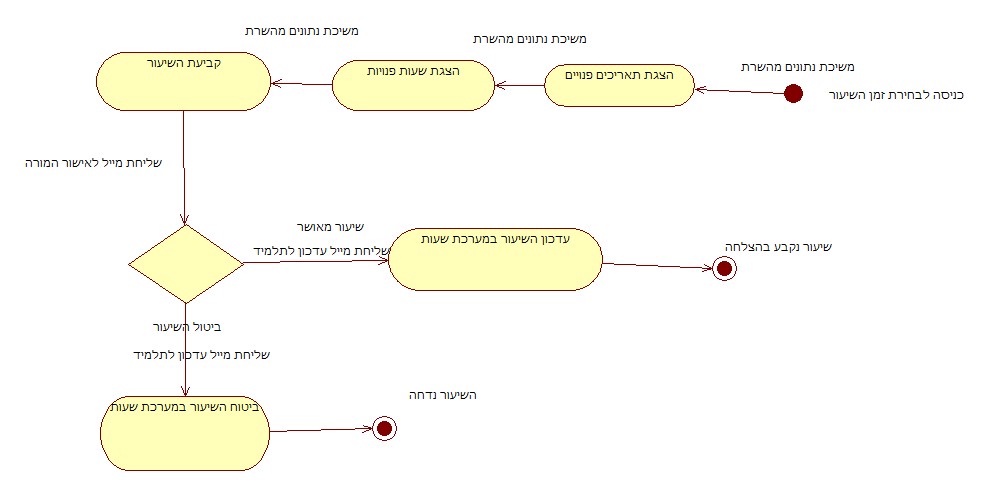 משיכת נתונים מהשרת
כניסה לבחירת זמן השיעור
הצגת תאריכים פנויים
משיכת נתונים מהשרת
הצגת שעות פנויות
משיכת נתונים מהשרת
קביעת השיעור
שליחת מייל לאישור המורה
שיעור מאושר
שליחת מייל עדכון לתלמיד
עדכון השיעור במערכת שעות
שיעור נקבע בהצלחה
ביטול השיעור
שליחת מייל עדכון לתלמיד
ביטוח השיעור במערכת שעות
השיעור נדחה